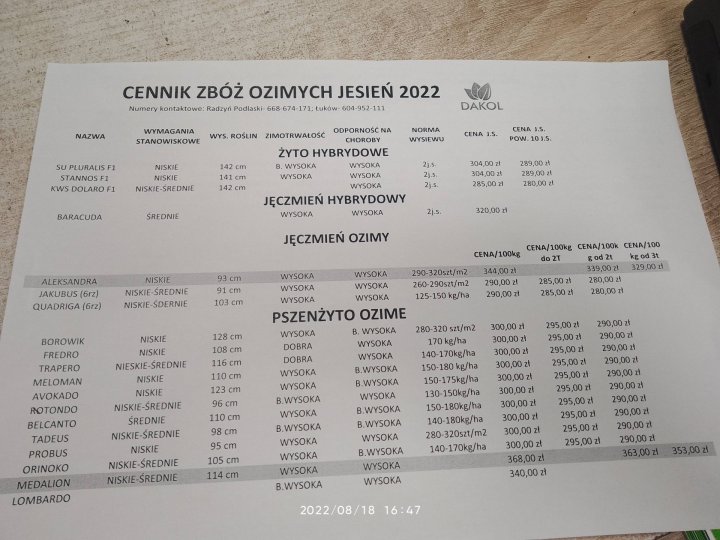 CENNIK ZBÓŻ OZIMYCH JESIEŃ 2022
Numery kontaktowe: Radzyń Podlaski- 668-674-171; Łuków- 604-952-111
DAKOL
NAZWA WYMAGANIA STANOWISKOWE WYS. ROŚLIN ZIMOTRWAŁOŚĆ ODPORNOŚĆ NA CHOROBY NORMA WYSIEWU CENA J.S. CENA J.S. POW. 10 J.S.
ŻYTO HYBRYDOWE
SU PLURALIS F1 NISKIE 142 cm B. WYSOKA WYSOKA 2j.s. 304,00 zł 289,00 zł
STANNOS F1 NISKIE 141 cm WYSOKA WYSOKA 2j.s. 304,00 zł 289,00 zł
KWS DOLARO F1 NISKIE-ŚREDNIE 142 cm WYSOKA 2j.s. 285,00 zł 280,00 zł
JĘCZMIEŃ HYBRYDOWY
BARACUDA ŚREDNIE WYSOKA WYSOKA 2j.s. 320,00 zł
JĘCZMIEŃ OZIMY
CENA/100kg CENA/100kg do 2T CENA/100k g od 2t CENA/100 kg od 3t
ALEKSANDRA NISKIE 93 cm WYSOKA WYSOKA 290-320szt/m2 344,00 zł 339,00 zł 329,00 zł
JAKUBUS (6rz) NISKIE-ŚREDNIE 91 cm WYSOKA WYSOKA 260-290szt/m2 290,00 zł 285,00 zł 280,00 zł
QUADRIGA (6rz) NISKIE-ŚDERNIE 103 cm WYSOKA WYSOKA 125-150 kg/ha 290,00 zł 285,00 zł 280,00 zł
PSZENŻYTO OZIME
BOROWIK NISKIE 128 cm WYSOKA B. WYSOKA 280-320 szt/m2 300,00 zł 295,00 zł 290,00 zł
FREDRO NISKIE 108 cm DOBRA WYSOKA 170 kg/ha 300,00 zł 295,00 zł 290,00 zł
TRAPERO NIESKIE-ŚREDNIE 116 cm DOBRA B.WYSOKA 140-170kg/ha 300,00 zł 295,00 zł 290,00 zł
MELOMAN NISKIE 110 cm WYSOKA WYSOKA 150-180 kg/ha 300,00 zł 295,00 zł 290,00 zł
AVOKADO NISKIE 123 cm WYSOKA B.WYSOKA 150-175kg/ha 300,00 zł 295,00 zł 290,00 zł
ROTONDO NISKIE-ŚREDNIE 96 cm B.WYSOKA WYSOKA 130-150kg/ha 300,00 zł 295,00 zł 290,00 zł
BELCANTO ŚREDNIE 110 cm WYSOKA B.WYSOKA 150-180kg/ha 300,00 zł 295,00 zł 290,00 zł
TADEUS NISKIE-ŚREDNIE 98 cm B.WYSOKA B.WYSOKA 140-180kg/ha 300,00 zł 295,00 zł 290,00 zł
PROBUS NISKIE 95 cm WYSOKA WYSOKA 280-320szt/m2 300,00 zł 295,00 zł 290,00 zł
ORINOKO NISKIE-ŚREDNIE 105 cm WYSOKA WYSOKA 140-170kg/ha 300,00 zł 295,00 zł 290,00 zł
MEDALION NISKIE-ŚREDNIE 114 cm WYSOKA WYSOKA 368,00 zł 363,00 zł 353,00 zł
LOMBARDO B.WYSOKA WYSOKA 340,00 zł
2022/08/18 16:47